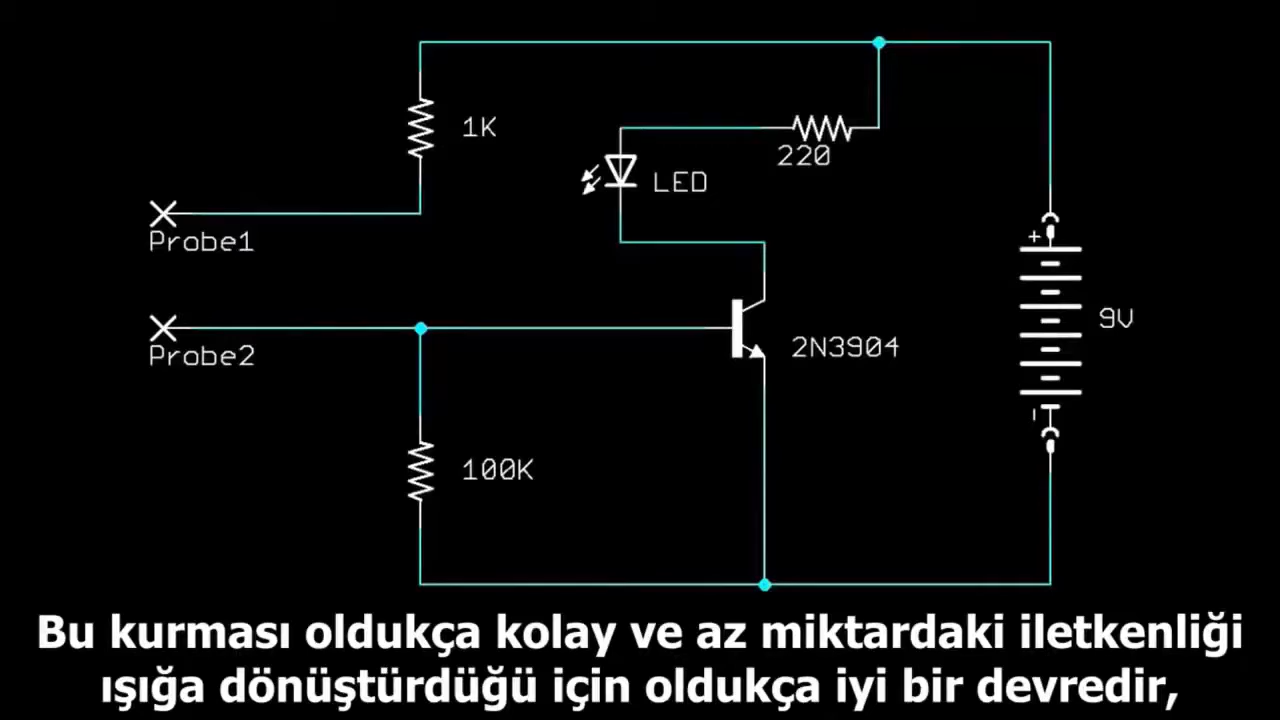 1K
220
LED
Probe1
+
9V
Probe2
2N3904
-
100K
Bu kurması oldukça kolay ve az miktardaki iletkenliği
ışığa dönüştürdüğü için oldukça iyi bir devredir,